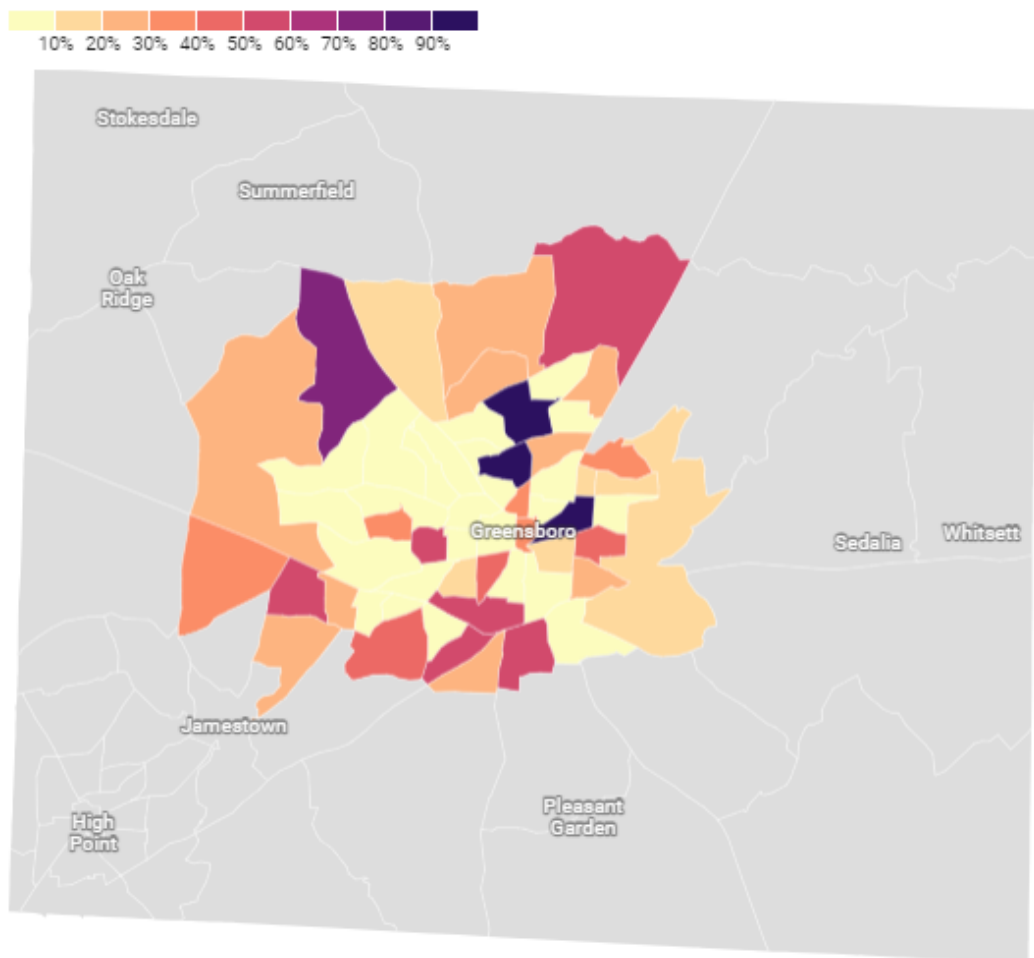 10% 20% 30% 40% 50% 60% 70% 80% 90%
Stokesdale
Summerfield
Oak
Ridge
Greensboro
Sedalia
Whitsett
Jamestown
High
Point
Pleasant
Garden